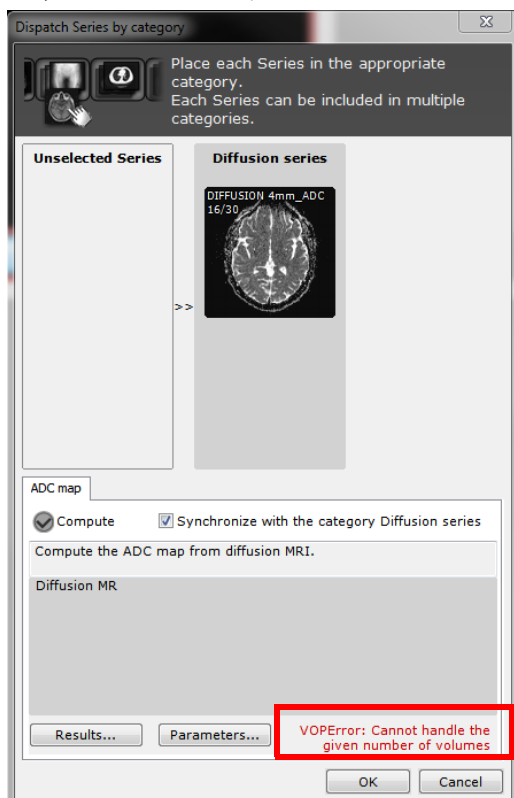 Dispatch Series by category
Place each Series in the appropriate
category.
Each Series can be included in multiple
categories.
Unselected Series
Diffusion series
DIFFUSION 4mm_ADC
16/30
>>
ADC map
Compute
Synchronize with the category Diffusion series
Compute the ADC map from diffusion MRI.
Diffusion MR
Results...
Parameters...
VOPError: Cannot handle the
given number of volumes
OK
Cancel